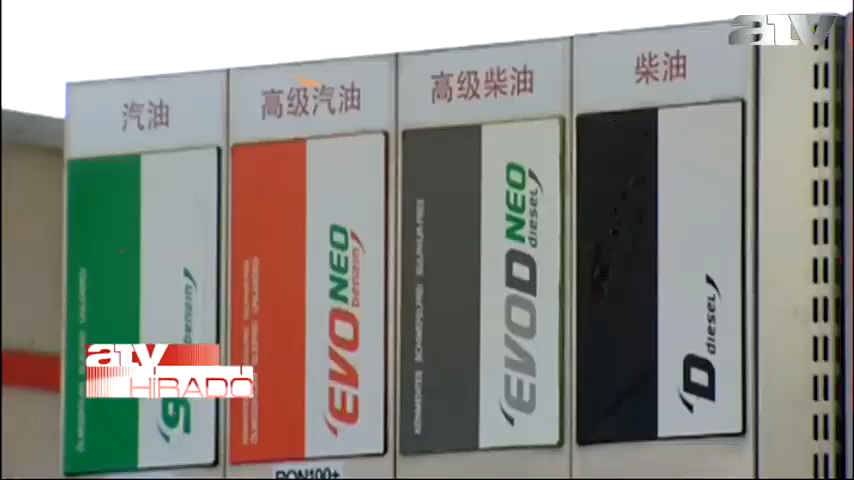 atv
汽油
高级汽油
高级柴油
柴油
benzin
EVO NEO
benzin
EVO D NEO
diesel
D
diesel
RON100+
atv
HÍRADÓ